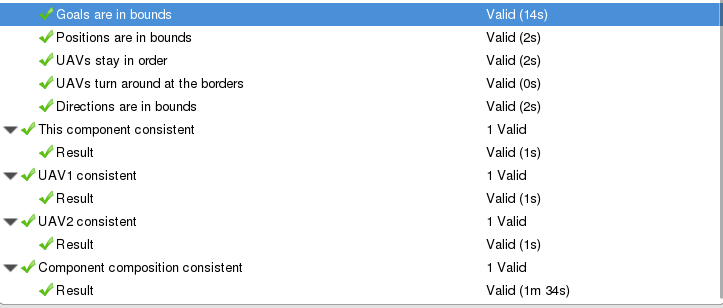 Goals are in bounds Valid (14s)
Positions are in bounds Valid (2s)
UAVs stay in order Valid (2s)
UAVs turn around at the borders Valid (0s)
Directions are in bounds Valid (2s)
This component consistent 1 Valid
Result Valid (1s)
UAV1 consistent 1 Valid
Result Valid (1s)
UAV2 consistent 1 Valid
Result Valid (1s)
Component composition consistent 1 Valid
Result Valid (1m 34s)